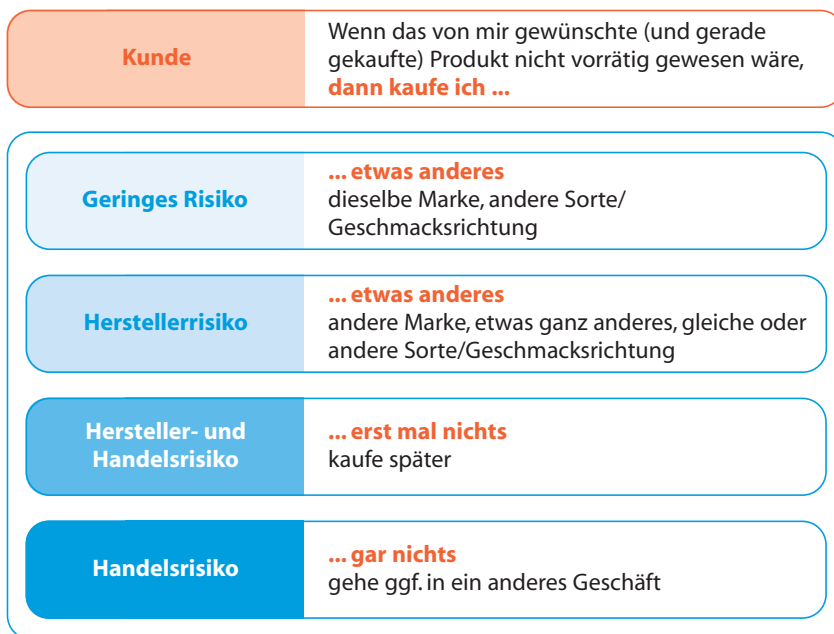 Kunde
Wenn das von mir gewünschte (und gerade
gekaufte) Produkt nicht vorrätig gewesen wäre,
dann kaufe ich ...
Geringes Risiko
... etwas anderes
dieselbe Marke, andere Sorte/
Geschmacksrichtung
Herstellerrisiko
... etwas anderes
andere Marke, etwas ganz anderes, gleiche oder
andere Sorte/Geschmacksrichtung
Hersteller- und
Handelsrisiko
... erst mal nichts
kaufe später
Handelsrisiko
... gar nichts
gehe ggf. in ein anderes Geschäft